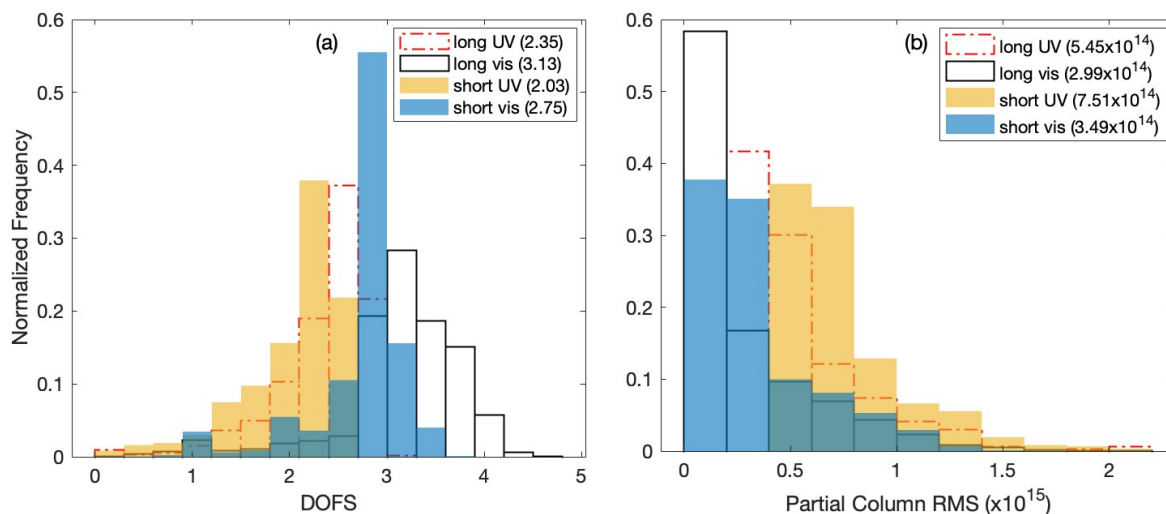 (a)
long UV (2.35)
long vis (3.13)
short UV (2.03)
short vis (2.75)
0.6
0.5
0.4
0.3
0.2
0.1
0
Normalized Frequency
0 1 2 3 4 5
DOFS
(b)
long UV (5.45x10^14)
long vis (2.99x10^14)
short UV (7.51x10^14)
short vis (3.49x10^14)
0.6
0.5
0.4
0.3
0.2
0.1
0
0 0.5 1 1.5 2
Partial Column RMS (x10^15)